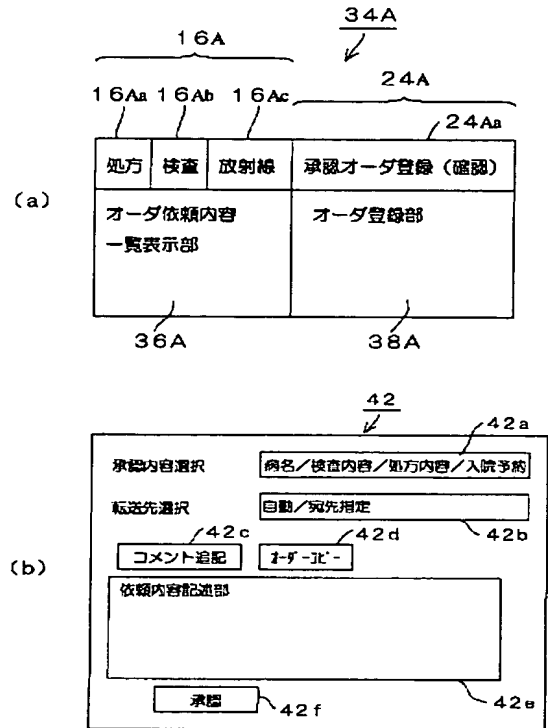 34A
16A
24A
16Aa 16Ab 16Ac
24Aa
(a)
処方 検査 放射線 承認オーダ登録(確認)
オーダ依頼内容
一覧表示部
オーダ登録部
36A 38A
42
42a
(b)
承認内容選択 病名/検査内容/処方内容/入院予約
転送先選択 自動/宛先指定
42c 42d 42b
コメント追記 オーダーコピー
依頼内容記述部
承認 42f 42e